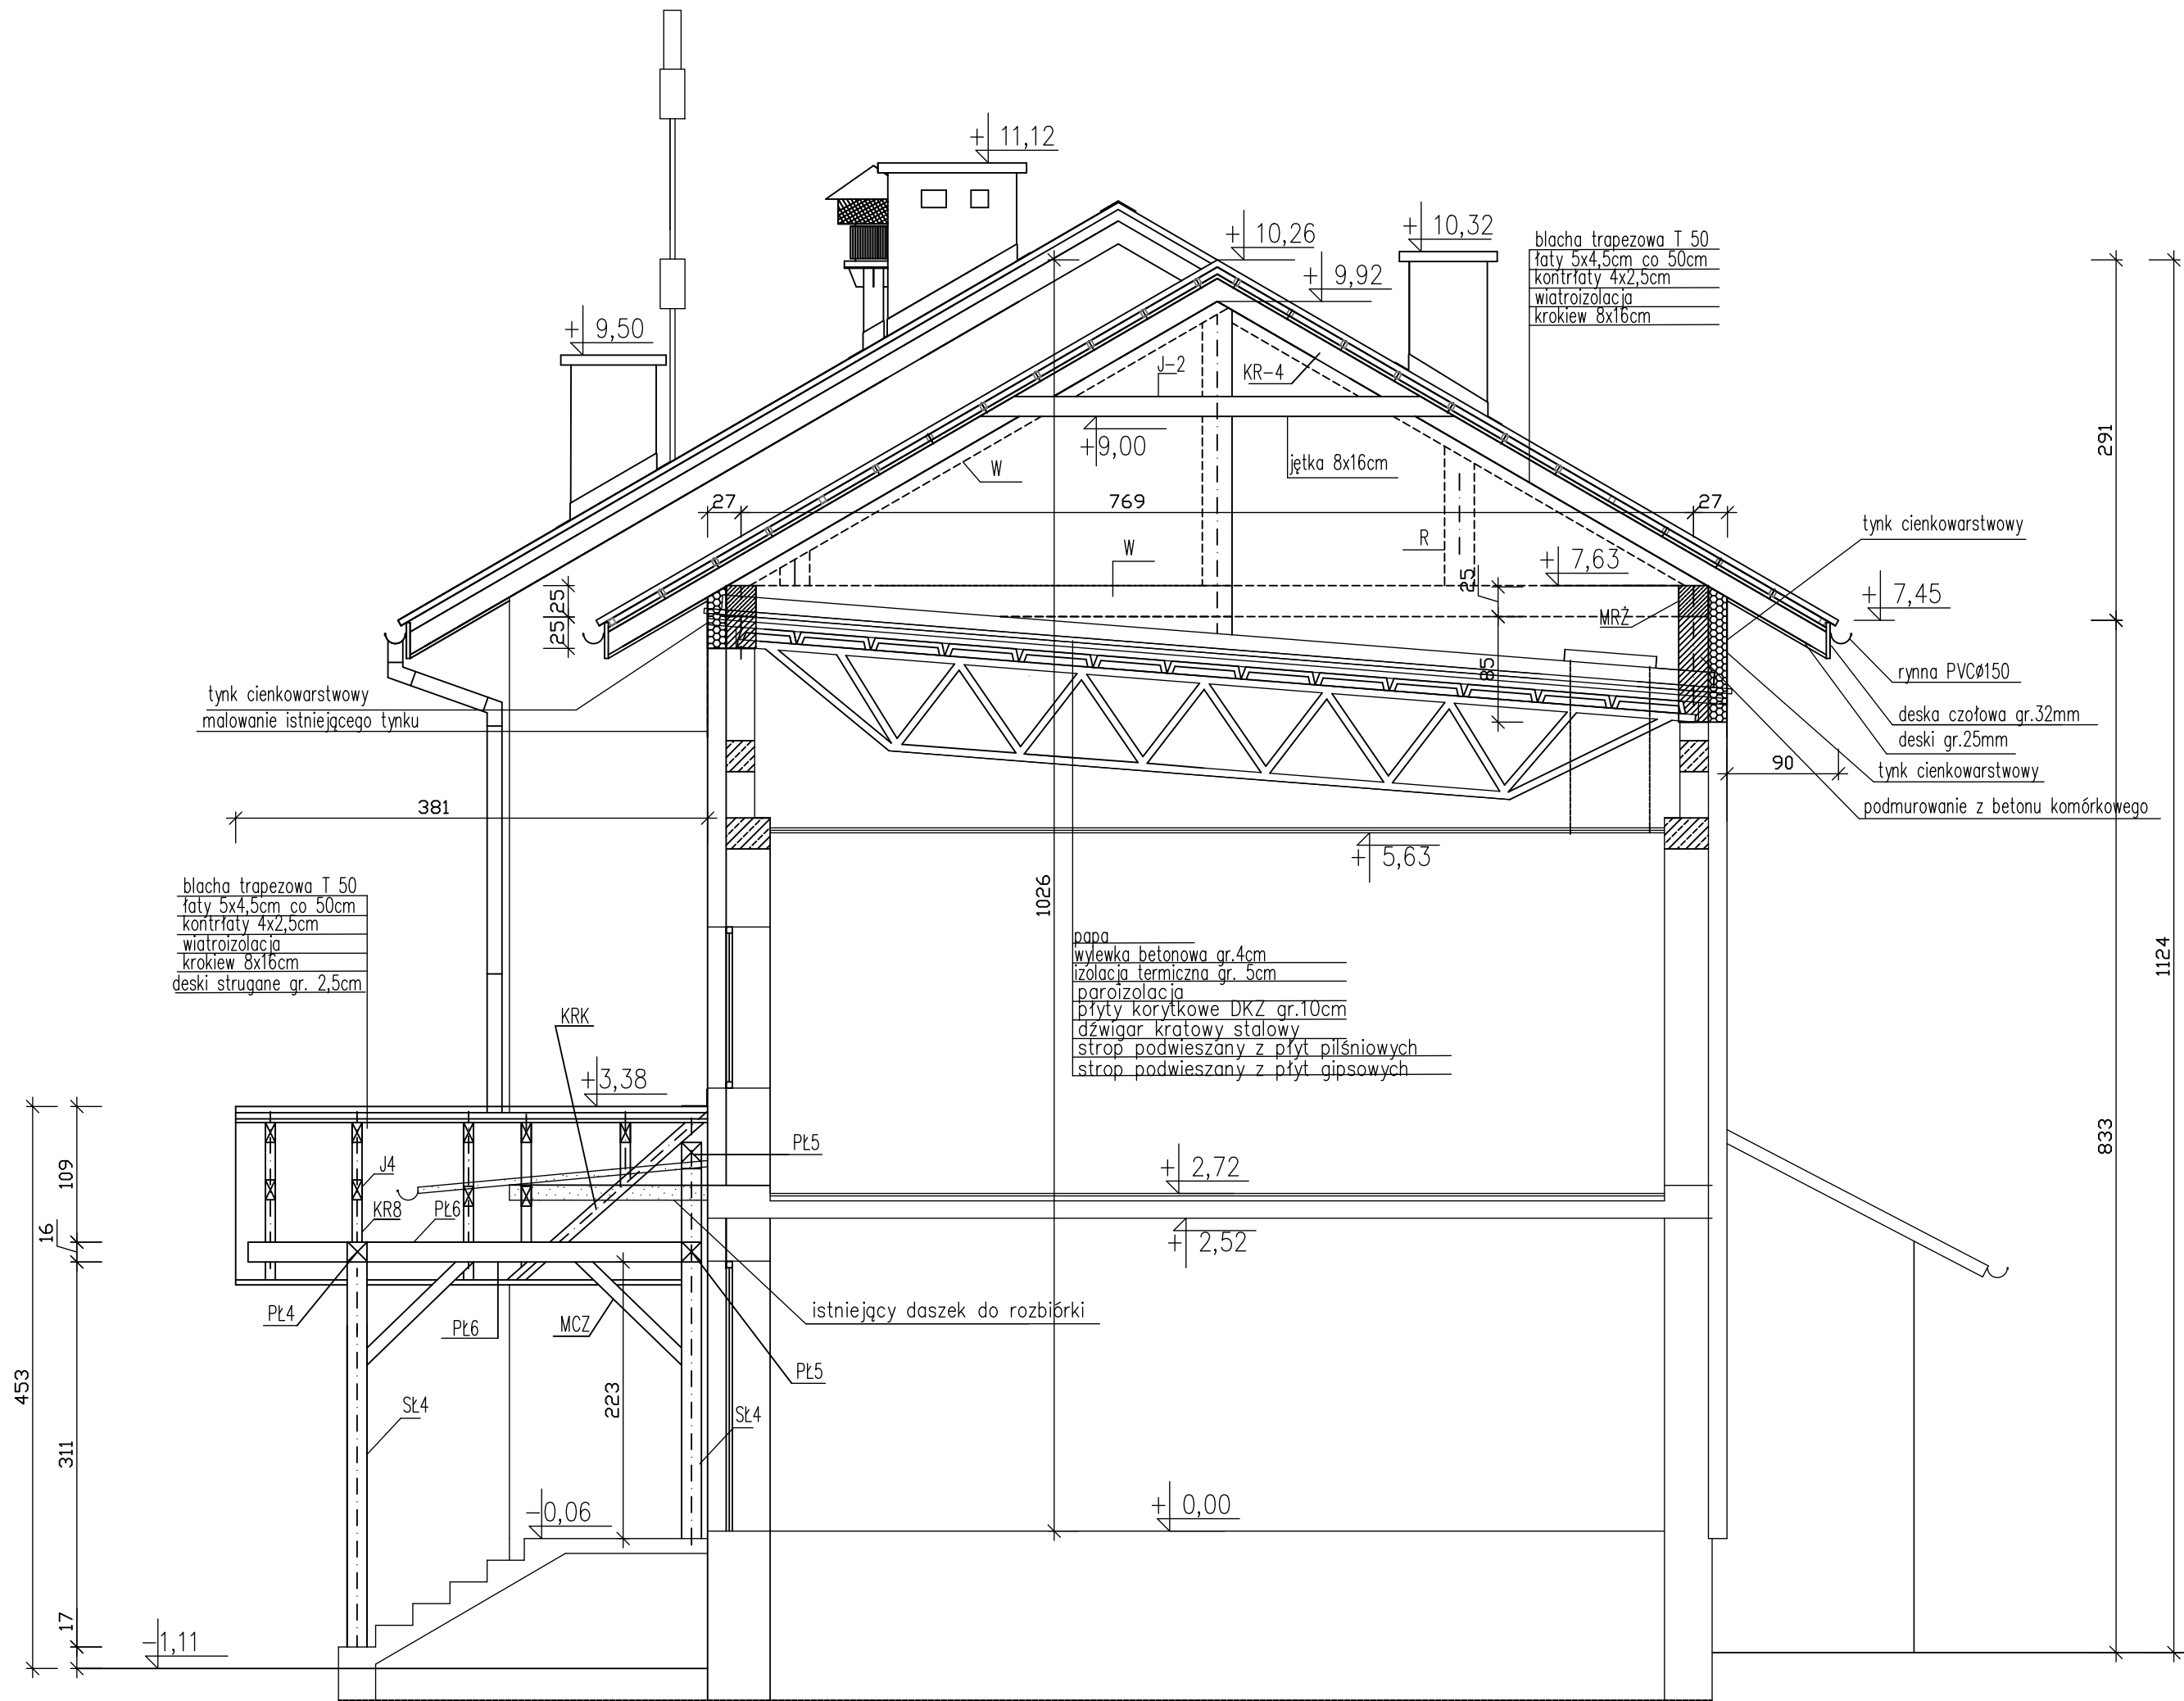 + 11,12
+ 10,26
+ 10,32
+ 9,92
+ 9,50
blacha trapezowa T 50
łaty 5x4,5cm co 50cm
kontrłaty 4x2,5cm
wiatroizolacja
krokiew 8x16cm
J-2
KR-4
+9,00
jętka 8x16cm
W
27
769
27
291
tynk cienkowarstwowy
R
W
+ 7,63
25
+ 7,45
25
25
MRŻ
85
rynna PVCø150
tynk cienkowarstwowy
malowanie istniejącego tynku
deska czołowa gr.32mm
deski gr.25mm
90
tynk cienkowarstwowy
podmurowanie z betonu komórkowego
381
+ 5,63
1026
1124
833
blacha trapezowa T 50
łaty 5x4,5cm co 50cm
kontrłaty 4x2,5cm
wiatroizolacja
krokiew 8x16cm
deski strugane gr. 2,5cm
papa
wylewka betonowa gr.4cm
izolacja termiczna gr. 5cm
paroizolacja
płyty korytkowe DKZ gr.10cm
dźwigar kratowy stalowy
strop podwieszany z płyt pilśniowych
strop podwieszany z płyt gipsowych
KRK
+3,38
PŁ5
J4
109
KR8
PŁ6
16
+ 2,72
+ 2,52
PŁ4
PŁ6
MCZ
istniejący daszek do rozbiórki
PŁ5
453
223
SŁ4
SŁ4
311
-0,06
+ 0,00
17
-1,11